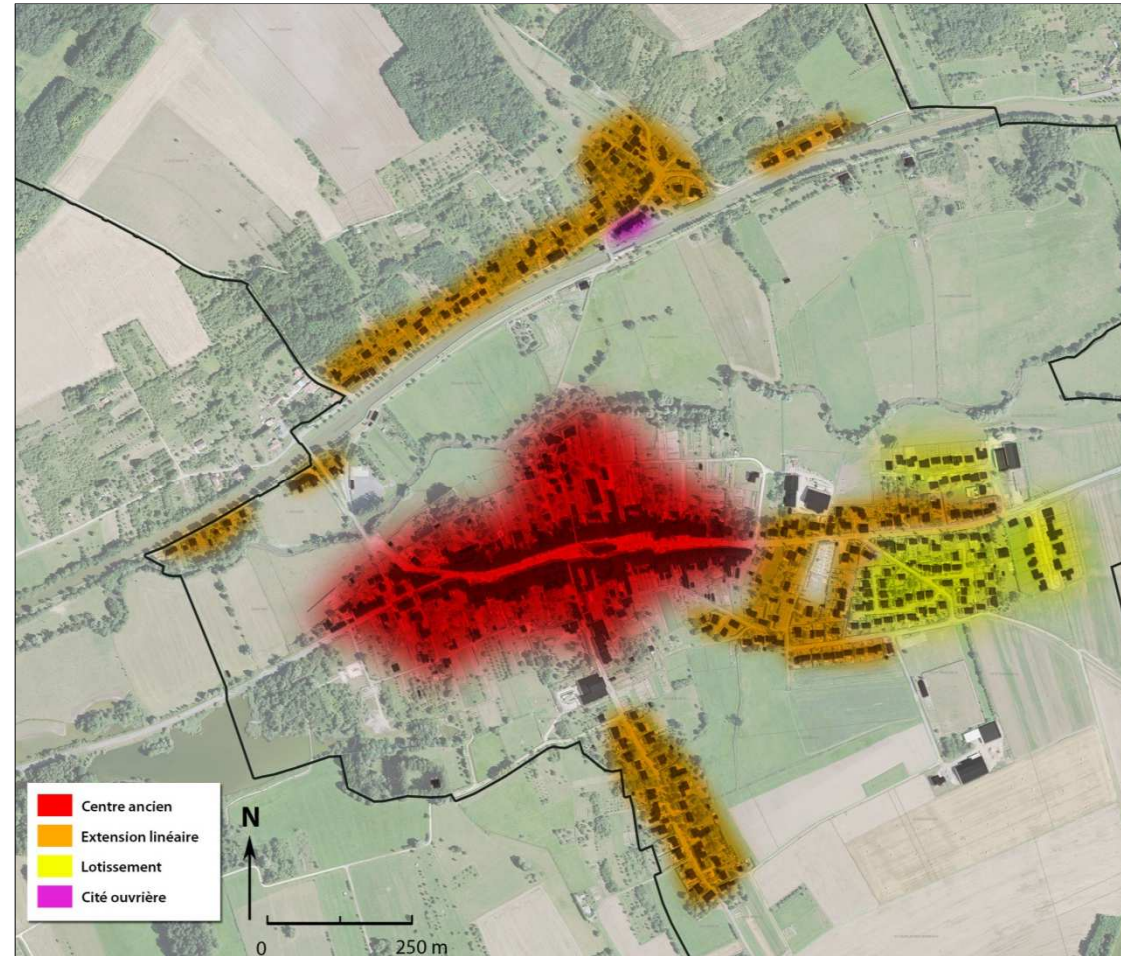 Centre ancien
Extension linéaire
Lotissement
Cité ouvrière
N
0
250 m